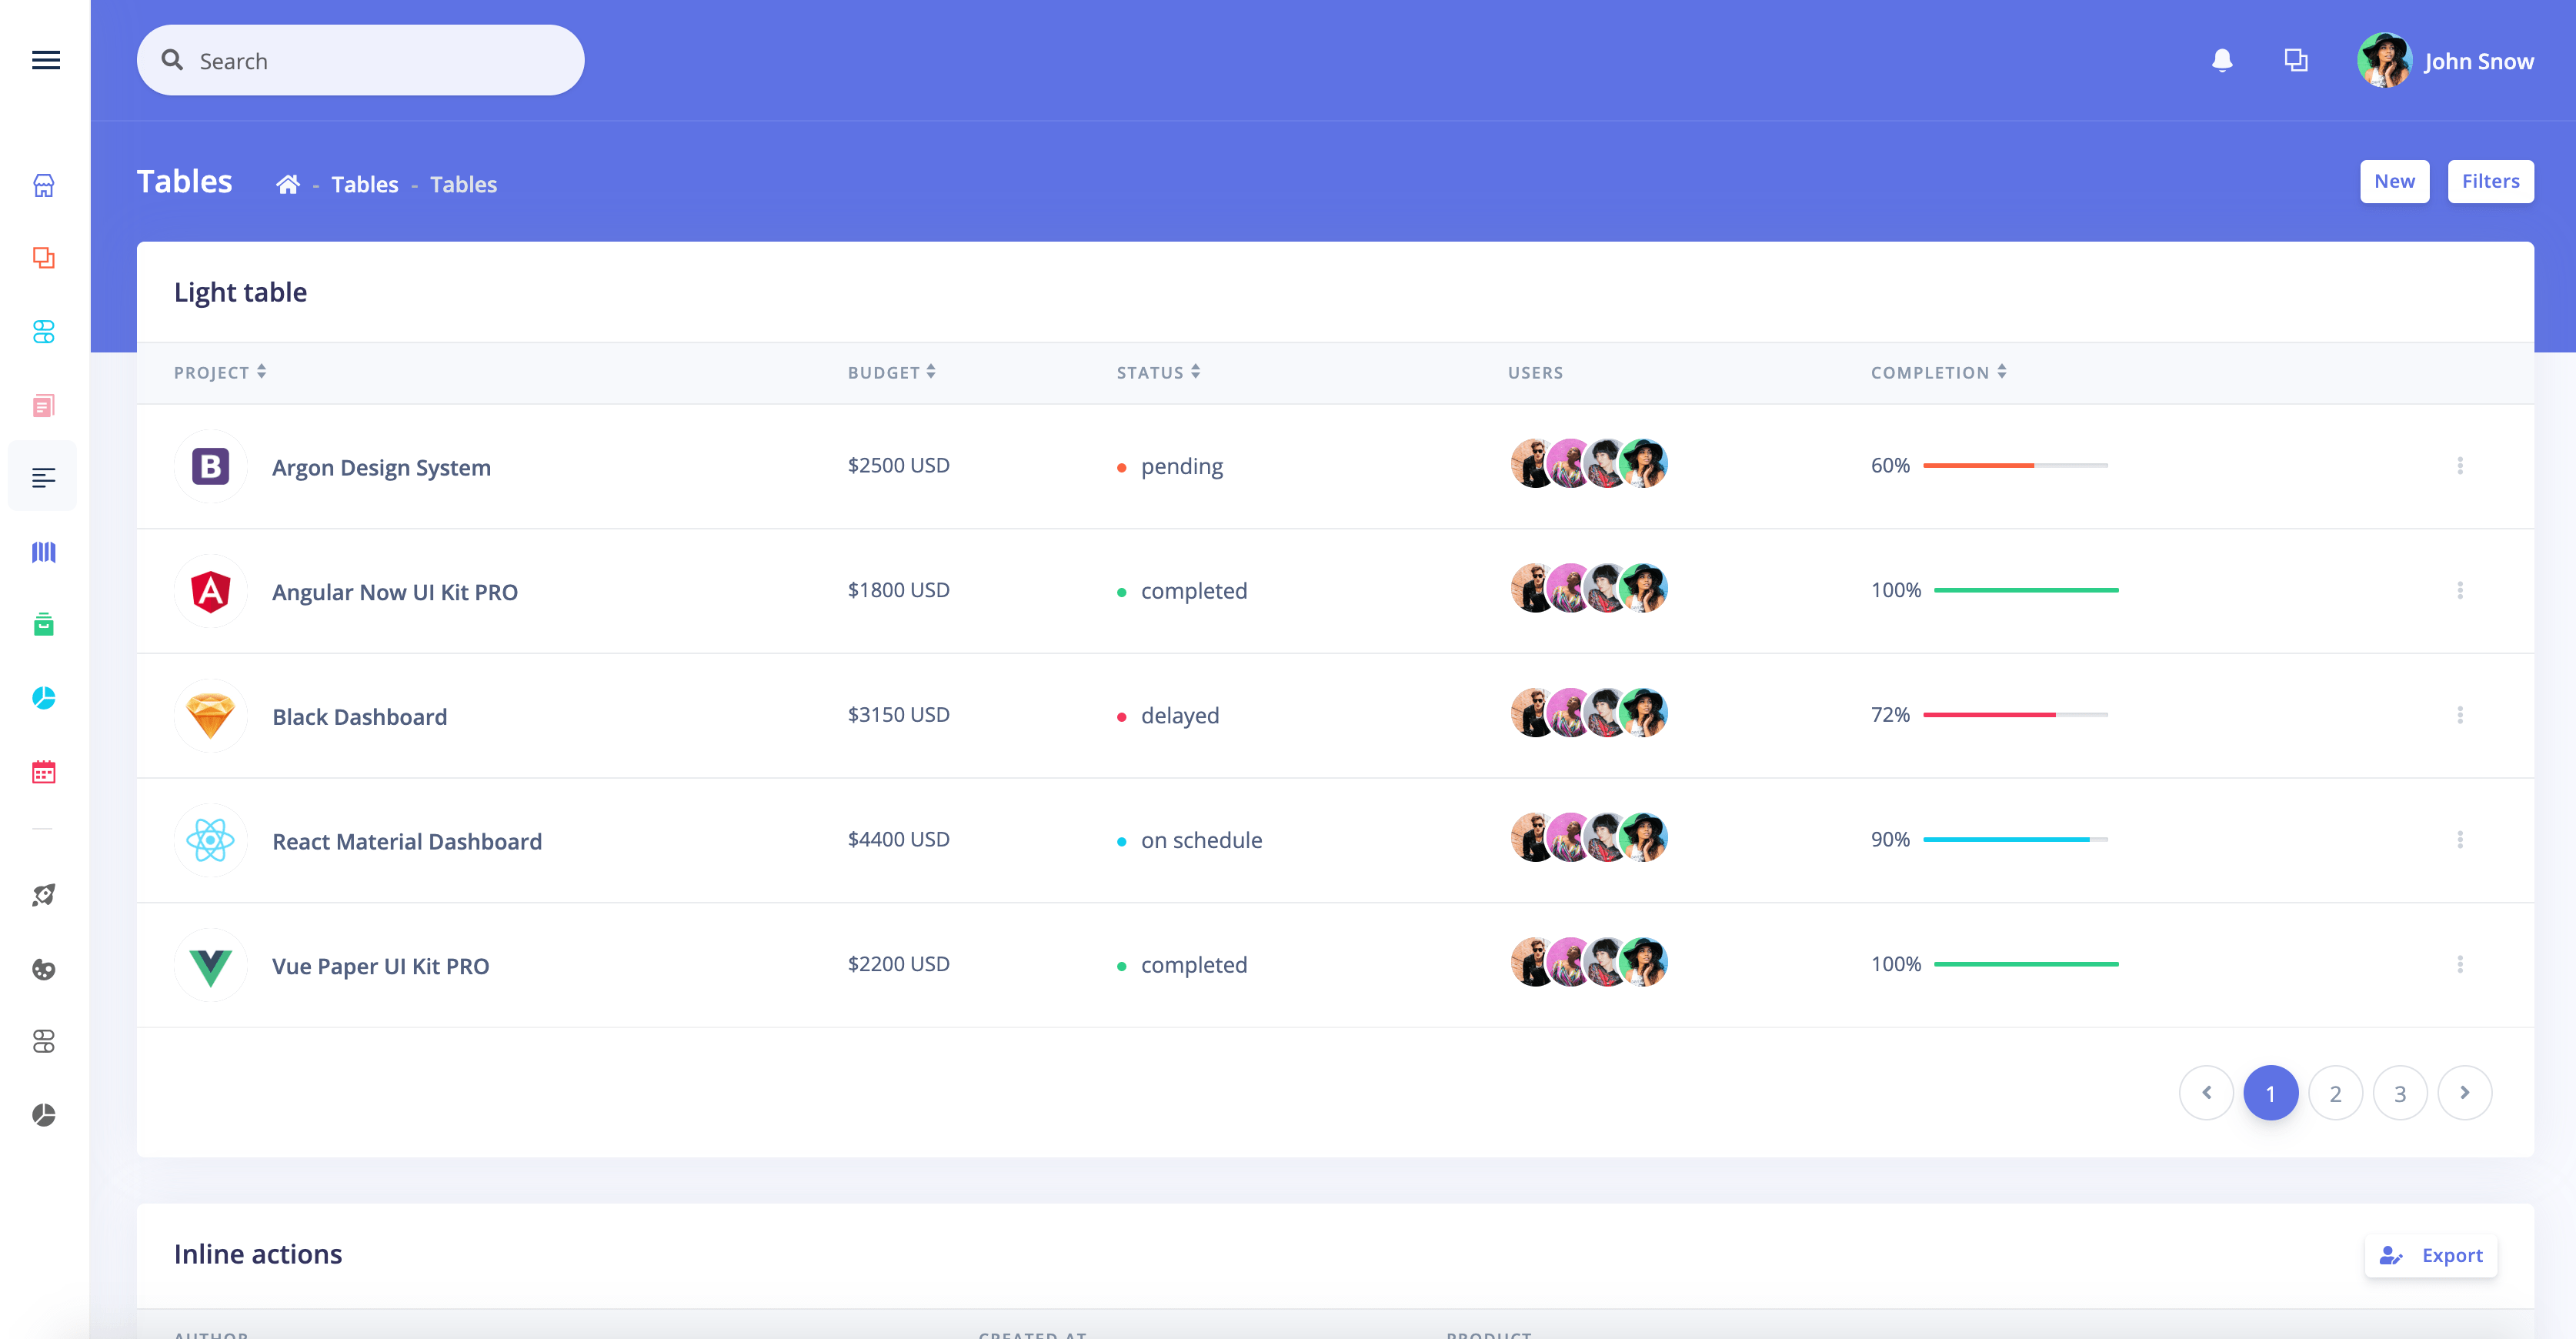 Search
John Snow
Tables
- Tables - Tables
New
Filters
Light table
PROJECT BUDGET STATUS USERS COMPLETION
B Argon Design System $2500 USD pending 60%
A Angular Now UI Kit PRO $1800 USD completed 100%
Black Dashboard $3150 USD delayed 72%
React Material Dashboard $4400 USD on schedule 90%
Vue Paper UI Kit PRO $2200 USD completed 100%
1 2 3
Inline actions
Export
AUTHOR CREATED AT PRODUCT